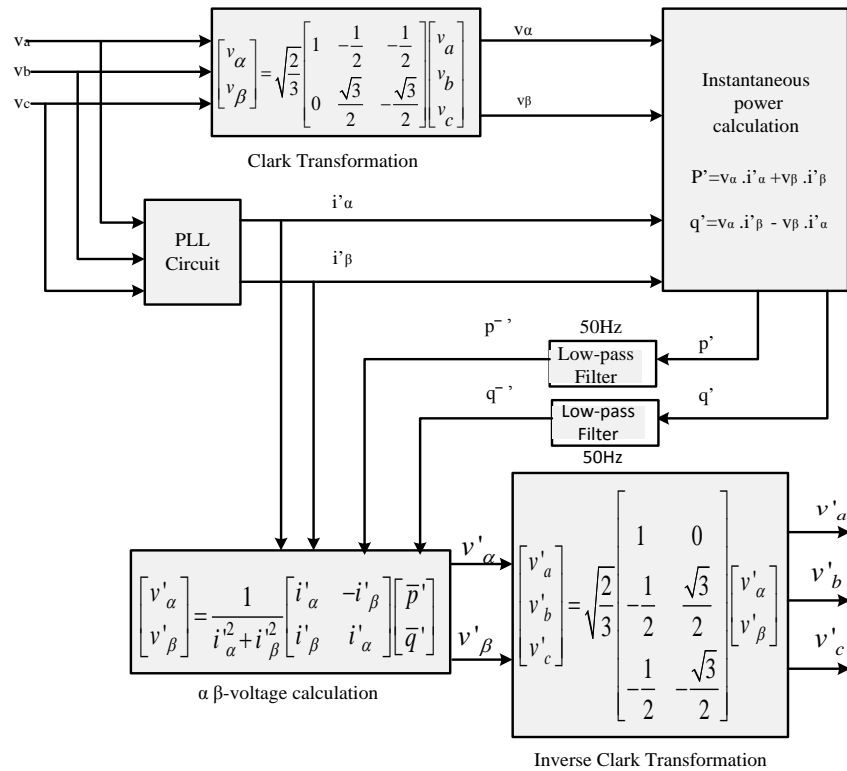 va
vb
vc
[vα vβ] = √(2/3) [1 -1/2 -1/2; 0 √3/2 -√3/2] [va vb vc]
Clark Transformation
vα
vβ
Instantaneous
power
calculation
P’=vα .i’α +vβ .i’β
q’=vα .i’β - vβ .i’α
PLL
Circuit
i’α
i’β
p‾’
50Hz
Low-pass
Filter
p’
q‾’
Low-pass
Filter
50Hz
q’
[v'α v'β] = 1/(i'²α+i'²β) [i'α -i'β; i'β i'α] [p̅' q̅']
α β-voltage calculation
v'α
v'β
[v'a v'b v'c] = √(2/3) [1 0; -1/2 √3/2; -1/2 -√3/2] [v'α v'β]
Inverse Clark Transformation
v'a
v'b
v'c